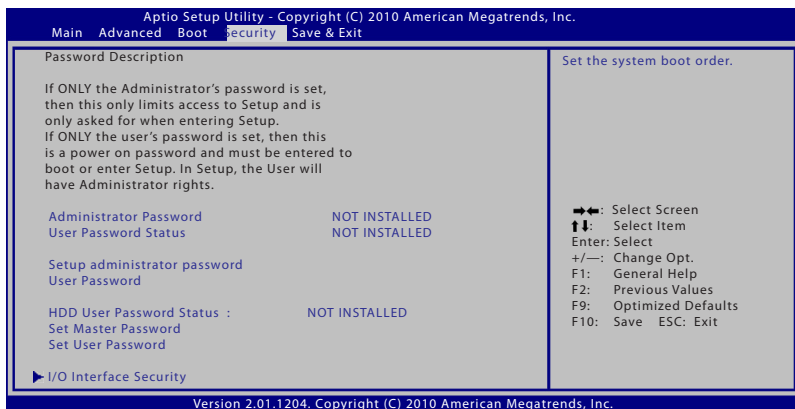 Aptio Setup Utility - Copyright (C) 2010 American Megatrends, Inc.
Main Advanced Boot Security Save & Exit
Password Description
If ONLY the Administrator's password is set,
then this only limits access to Setup and is
only asked for when entering Setup.
If ONLY the user's password is set, then this
is a power on password and must be entered to
boot or enter Setup. In Setup, the User will
have Administrator rights.
Administrator Password NOT INSTALLED
User Password Status NOT INSTALLED
Setup administrator password
User Password
HDD User Password Status : NOT INSTALLED
Set Master Password
Set User Password
I/O Interface Security
Set the system boot order.
→←: Select Screen
↑↓: Select Item
Enter: Select
+/—: Change Opt.
F1: General Help
F2: Previous Values
F9: Optimized Defaults
F10: Save ESC: Exit
Version 2.01.1204. Copyright (C) 2010 American Megatrends, Inc.